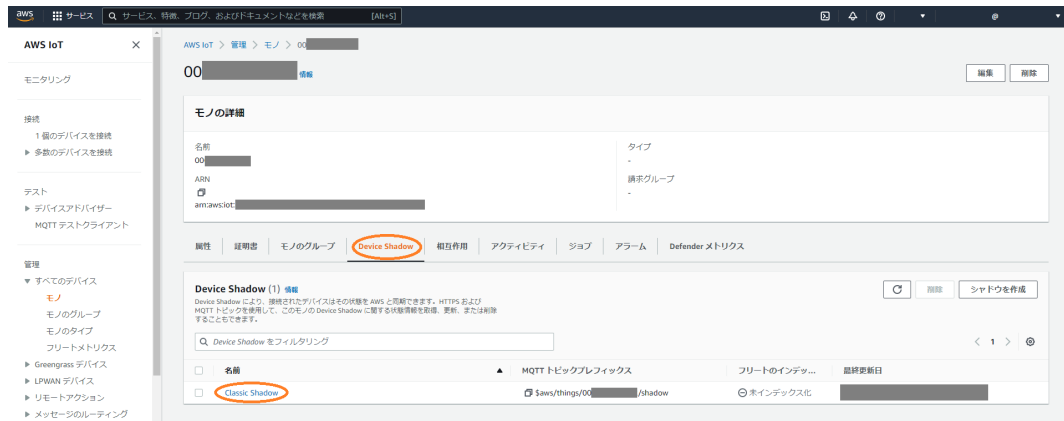 aws サービス サービス、特徴、ブログ、およびドキュメントなどを検索 [Alt+S] @
AWS IoT
モニタリング
接続
1 個のデバイスを接続
多数のデバイスを接続
テスト
デバイスアドバイザー
MQTT テストクライアント
管理
すべてのデバイス
モノ
モノのグループ
モノのタイプ
フリートメトリクス
Greengrass デバイス
LPWAN デバイス
リモートアクション
メッセージのルーティング
AWS IoT > 管理 > モノ > 00
00 情報
編集 削除
モノの詳細
名前
00
ARN
arn:aws:iot:
タイプ
-
請求グループ
-
属性 証明書 モノのグループ Device Shadow 相互作用 アクティビティ ジョブ アラーム Defender メトリクス
Device Shadow (1) 情報
Device Shadow により、接続されたデバイスはその状態を AWS と同期できます。HTTPS および
MQTT トピックを使用して、このモノの Device Shadow に関する状態情報を取得、更新、または削除
することもできます。
削除 シャドウを作成
Device Shadow をフィルタリング
< 1 >
名前 MQTT トピックプレフィックス フリートのインデッ... 最終更新日
Classic Shadow $aws/things/00 /shadow 未インデックス化